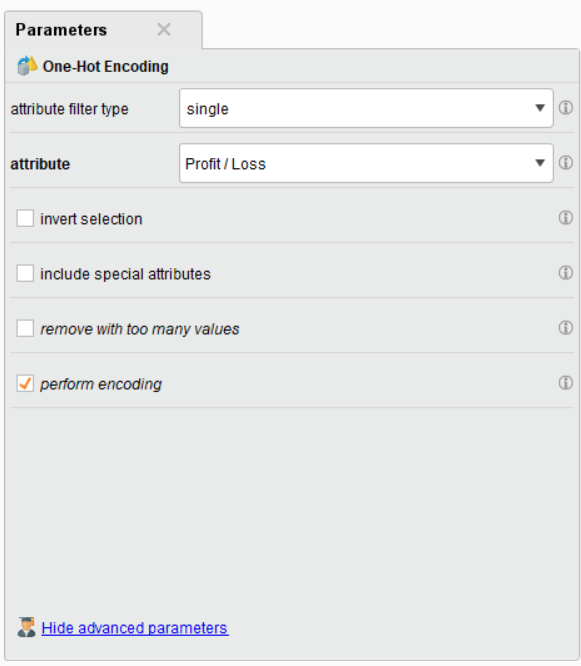 Parameters
One-Hot Encoding
attribute filter type single
attribute Profit / Loss
invert selection
include special attributes
remove with too many values
perform encoding
Hide advanced parameters